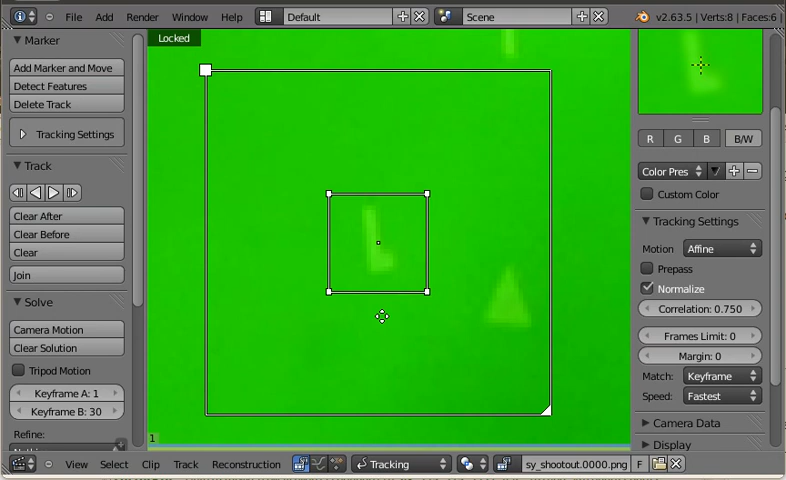 File Add Render Window Help Default Scene v2.63.5 | Verts:8 | Faces:6 |
Marker
Add Marker and Move
Detect Features
Delete Track
Tracking Settings
Track
Clear After
Clear Before
Clear
Join
Solve
Camera Motion
Clear Solution
Tripod Motion
Keyframe A: 1
Keyframe B: 30
Refine:
Locked
L
1
R G B B/W
Color Pres
Custom Color
Tracking Settings
Motion Affine
Prepass
Normalize
Correlation: 0.750
Frames Limit: 0
Margin: 0
Match: Keyframe
Speed: Fastest
Camera Data
Display
View Select Clip Track Reconstruction Tracking sy_shootout.0000.png F